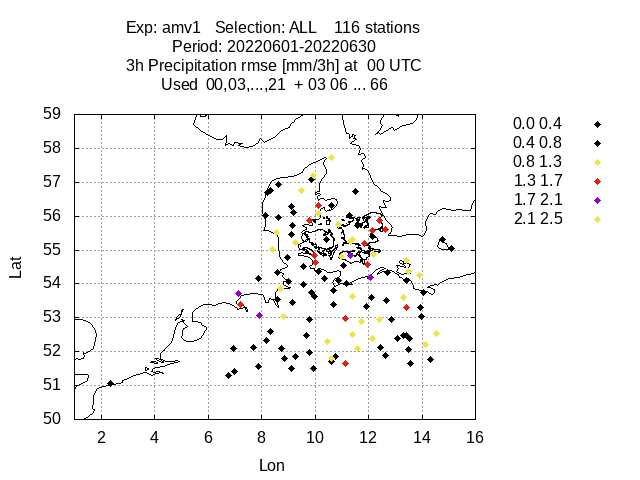 Exp: amv1 Selection: ALL 116 stations
Period: 20220601-20220630
3h Precipitation rmse [mm/3h] at 00 UTC
Used 00,03,...,21 + 03 06 ... 66
59
58
57
56
55
54
53
52
51
50
Lat
2 4 6 8 10 12 14 16
Lon
0.0 0.4
0.4 0.8
0.8 1.3
1.3 1.7
1.7 2.1
2.1 2.5